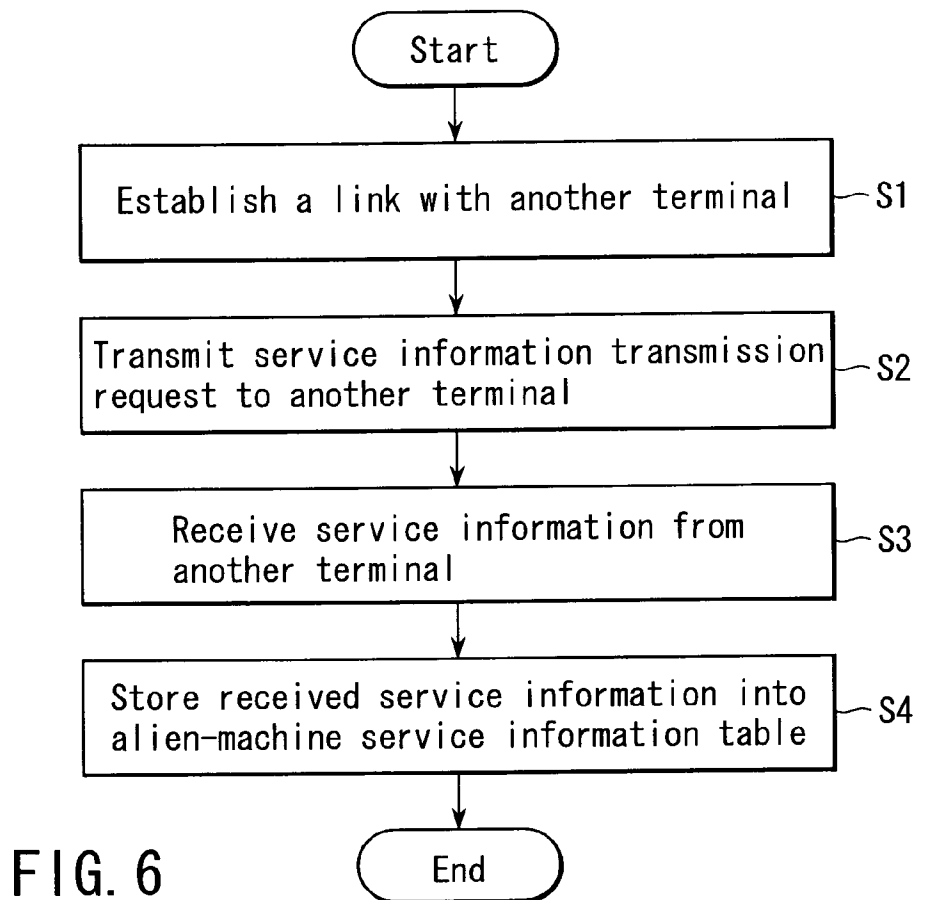 Start
Establish a link with another terminal
S1
Transmit service information transmission
request to another terminal
S2
Receive service information from
another terminal
S3
Store received service information into
alien-machine service information table
S4
End
FIG. 6